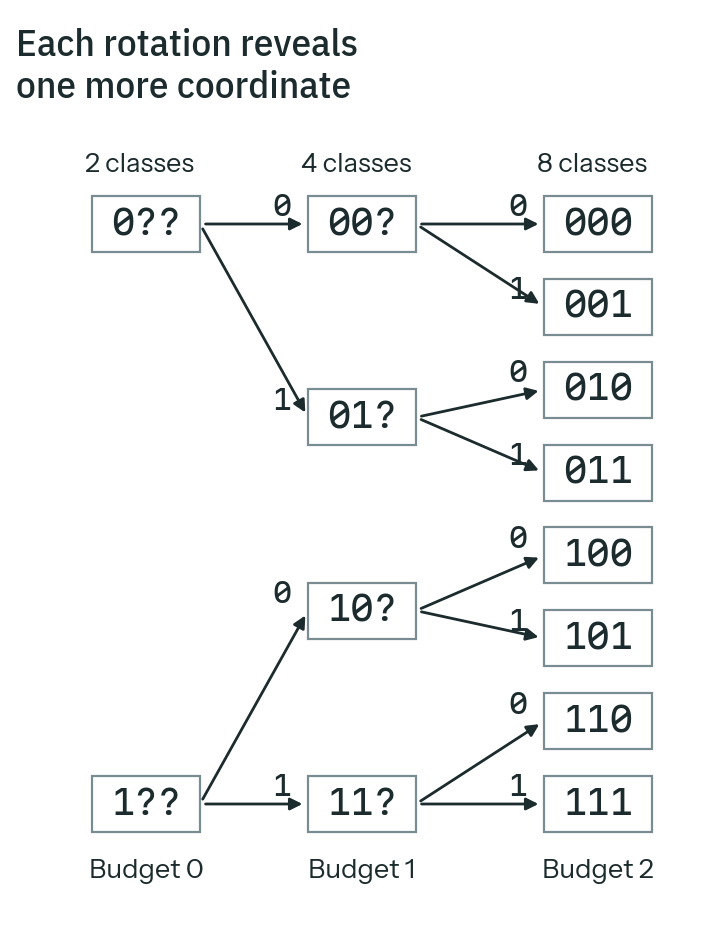 Each rotation reveals
one more coordinate
2 classes 4 classes 8 classes
0?? 0 00? 0 000
1 001
1 01? 0 010
1 011
0 10? 0 100
1 101
0 110
1?? 1 11? 1 111
Budget 0 Budget 1 Budget 2